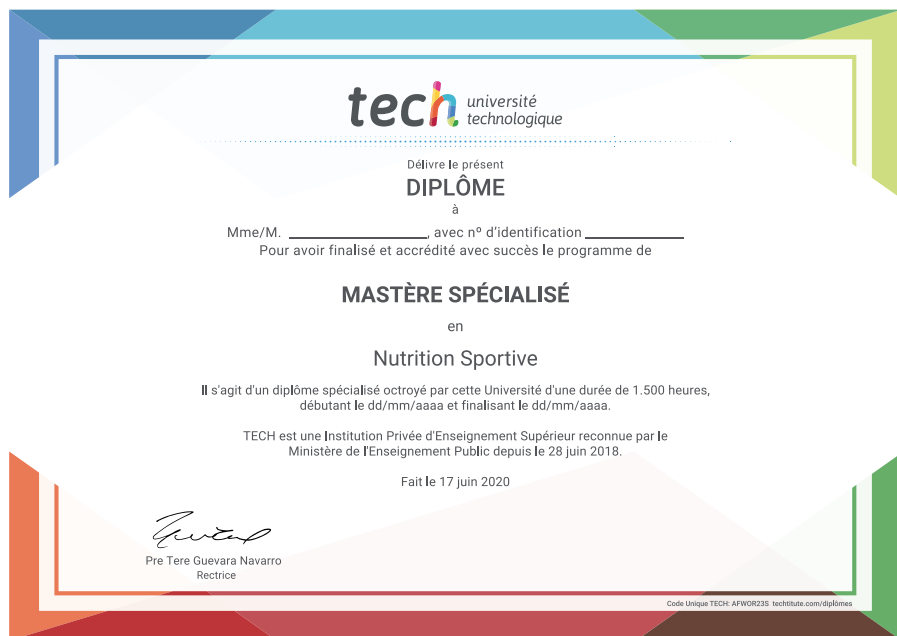 tech université
technologique
Délivre le présent
DIPLÔME
à
Mme/M. ____________________, avec nº d'identification ______________
Pour avoir finalisé et accrédité avec succès le programme de
MASTÈRE SPÉCIALISÉ
en
Nutrition Sportive
Il s'agit d'un diplôme spécialisé octroyé par cette Université d'une durée de 1.500 heures,
débutant le dd/mm/aaaa et finalisant le dd/mm/aaaa.
TECH est une Institution Privée d'Enseignement Supérieur reconnue par le
Ministère de l'Enseignement Public depuis le 28 juin 2018.
Fait le 17 juin 2020
Pre Tere Guevara Navarro
Rectrice
Code Unique TECH: AFWOR23S techtitute.com/diplômes